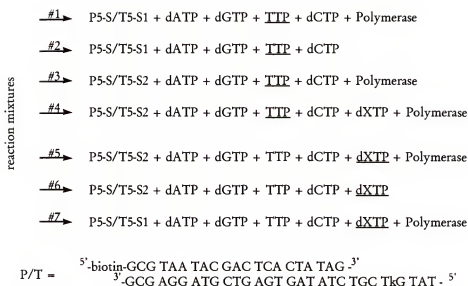 reaction mixtures
#1 P5-S/T5-S1 + dATP + dGTP + TTP + dCTP + Polymerase
#2 P5-S/T5-S1 + dATP + dGTP + TTP + dCTP
#3 P5-S/T5-S2 + dATP + dGTP + TTP + dCTP + Polymerase
#4 P5-S/T5-S2 + dATP + dGTP + TTP + dCTP + dXTP + Polymerase
#5 P5-S/T5-S2 + dATP + dGTP + TTP + dCTP + dXTP + Polymerase
#6 P5-S/T5-S2 + dATP + dGTP + TTP + dCTP + dXTP
#7 P5-S/T5-S1 + dATP + dGTP + TTP + dCTP + dXTP + Polymerase
5'-biotin-GCG TAA TAC GAC TCA CTA TAG -3'
P/T =
3'-GCG AGG ATG CTG AGT GAT ATC TGC TkG TAT - 5'